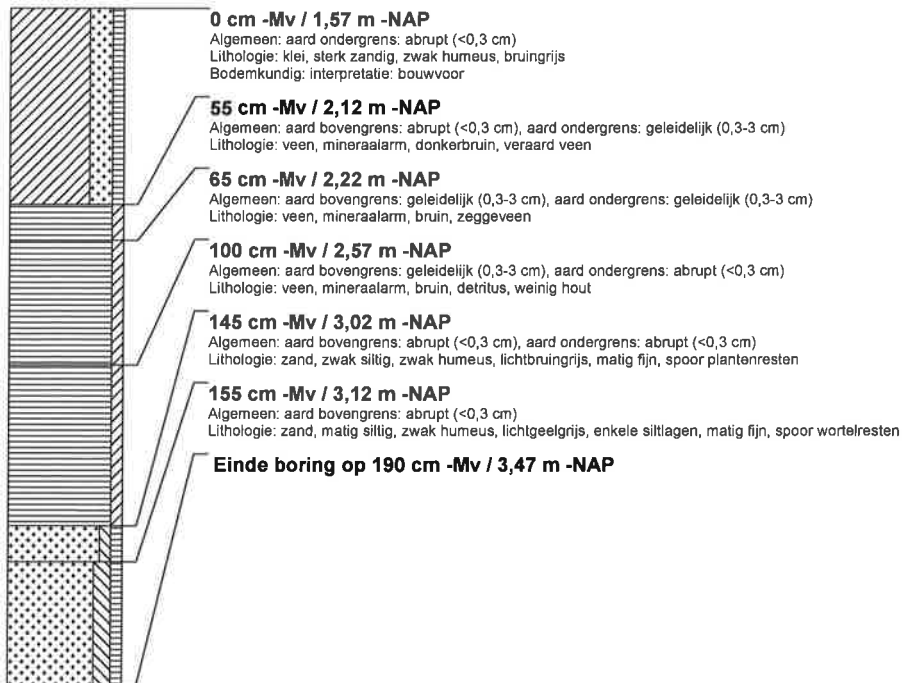 0 cm -Mv / 1,57 m -NAP
Algemeen: aard ondergrens: abrupt (<0,3 cm)
Lithologie: klei, sterk zandig, zwak humeus, bruingrijs
Bodemkundig: interpretatie: bouwvoor
55 cm -Mv / 2,12 m -NAP
Algemeen: aard bovengrens: abrupt (<0,3 cm), aard ondergrens: geleidelijk (0,3-3 cm)
Lithologie: veen, mineraalarm, donkerbruin, veraard veen
65 cm -Mv / 2,22 m -NAP
Algemeen: aard bovengrens: geleidelijk (0,3-3 cm), aard ondergrens: geleidelijk (0,3-3 cm)
Lithologie: veen, mineraalarm, bruin, zeggeveen
100 cm -Mv / 2,57 m -NAP
Algemeen: aard bovengrens: geleidelijk (0,3-3 cm), aard ondergrens: abrupt (<0,3 cm)
Lithologie: veen, mineraalarm, bruin, detritus, weinig hout
145 cm -Mv / 3,02 m -NAP
Algemeen: aard bovengrens: abrupt (<0,3 cm), aard ondergrens: abrupt (<0,3 cm)
Lithologie: zand, zwak siltig, zwak humeus, lichtbruingrijs, matig fijn, spoor plantenresten
155 cm -Mv / 3,12 m -NAP
Algemeen: aard bovengrens: abrupt (<0,3 cm)
Lithologie: zand, matig siltig, zwak humeus, lichtgeelgrijs, enkele siltlagen, matig fijn, spoor wortelresten
Einde boring op 190 cm -Mv / 3,47 m -NAP